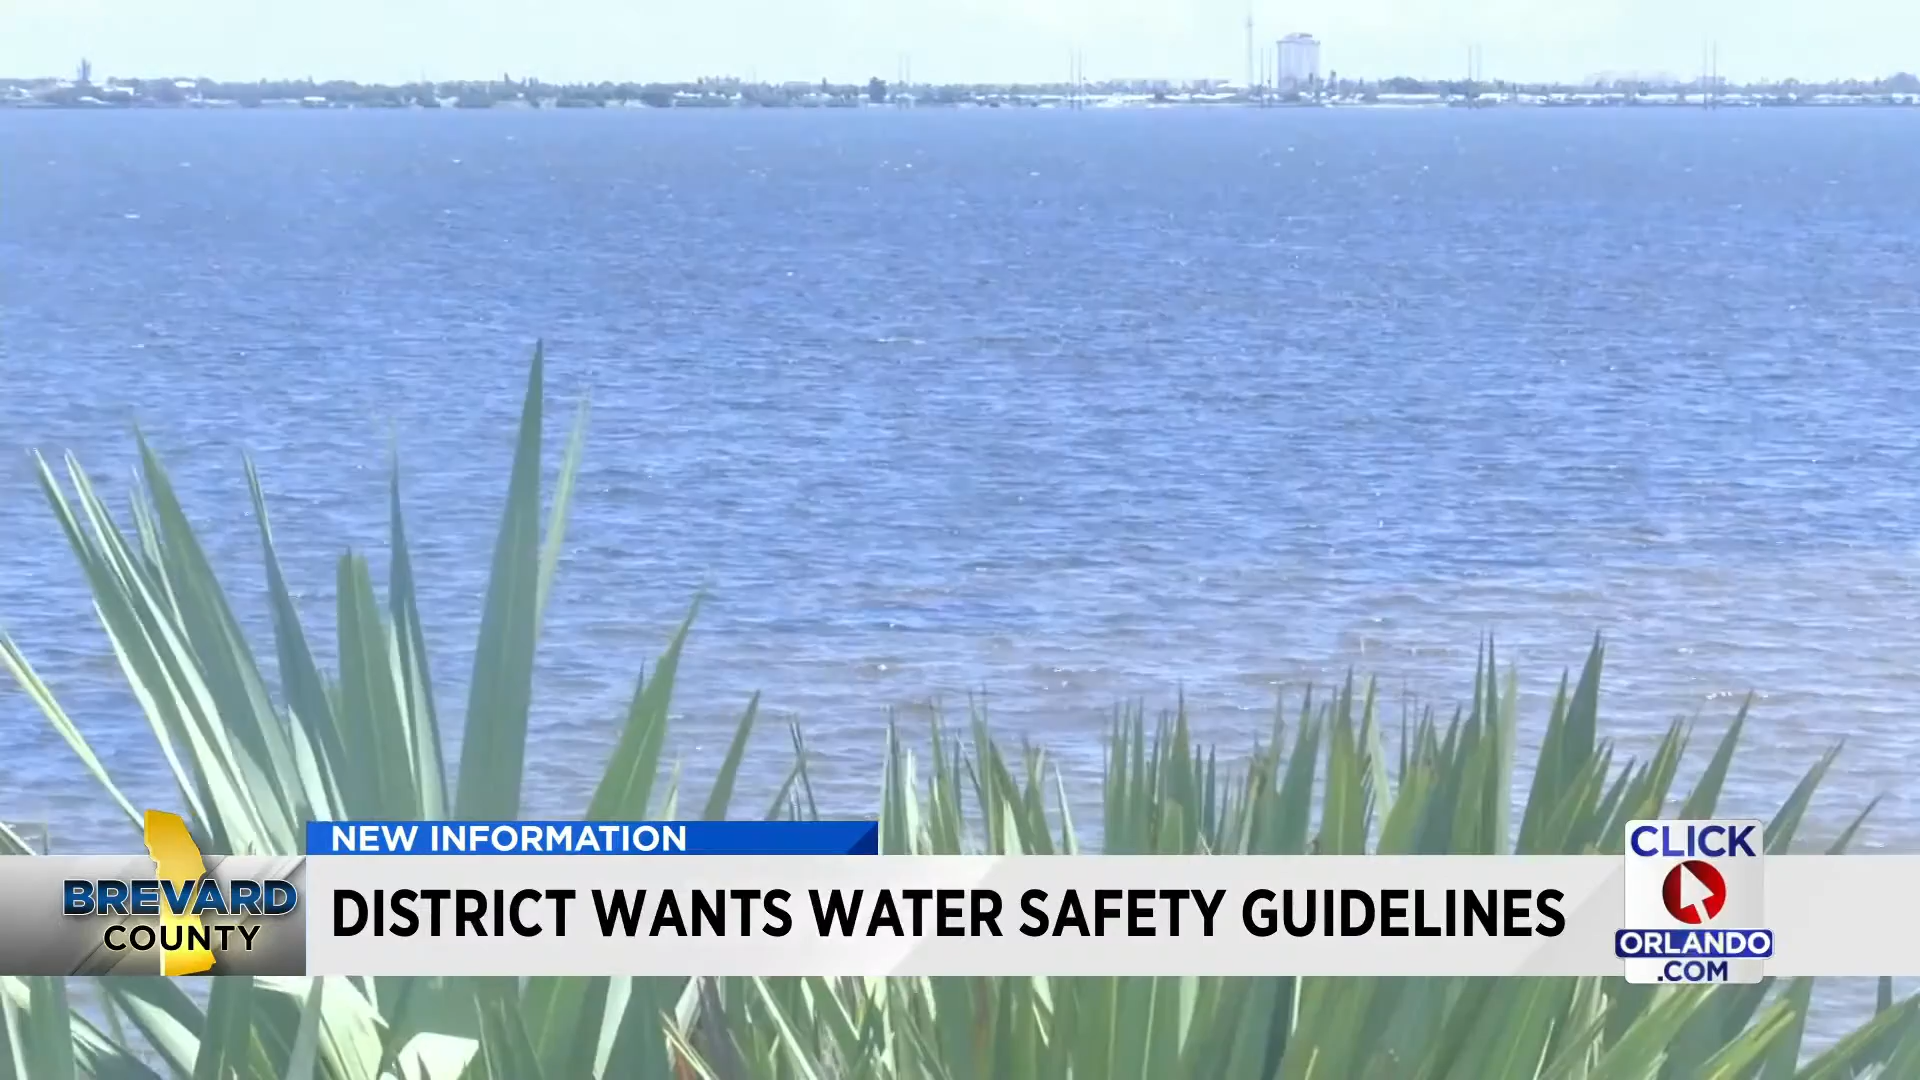 NEW INFORMATION
BREVARD
COUNTY
DISTRICT WANTS WATER SAFETY GUIDELINES
CLICK
ORLANDO
.COM